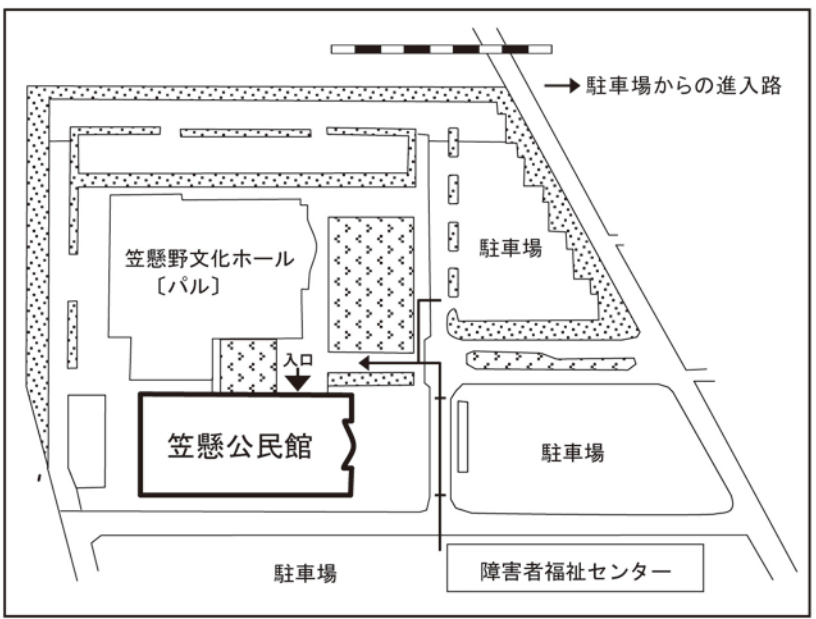 駐車場からの進入路
笠懸野文化ホール
〔パル〕
駐車場
入口
笠懸公民館
駐車場
駐車場
障害者福祉センター